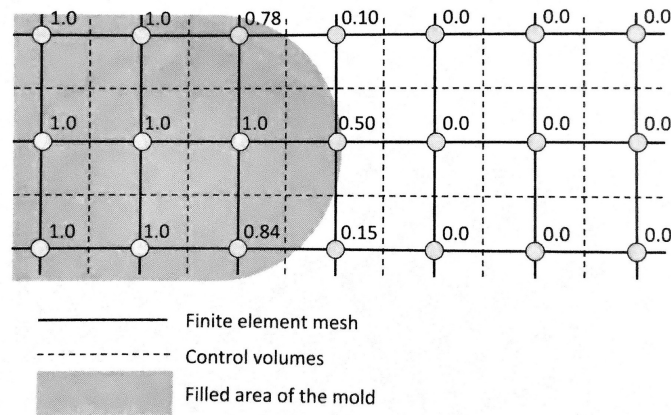 1.0 1.0 0.78 0.10 0.0 0.0 0.0
1.0 1.0 1.0 0.50 0.0 0.0 0.0
1.0 1.0 0.84 0.15 0.0 0.0 0.0
Finite element mesh
Control volumes
Filled area of the mold